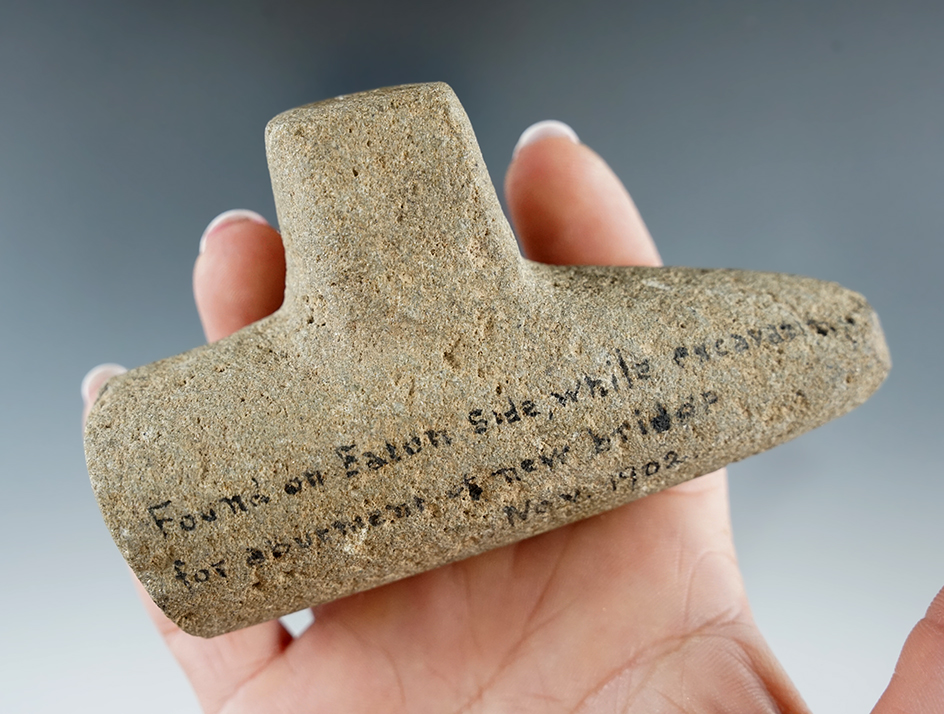 Found on Eaton Side, while excavating
for abutment of new bridge
Nov. 1902